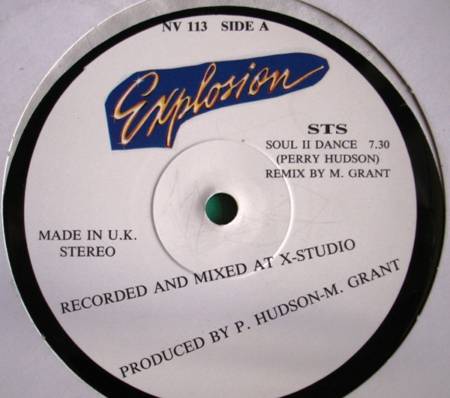 NV 113 SIDE A
Explosion
STS
SOUL II DANCE 7.30
(PERRY HUDSON)
REMIX BY M. GRANT
MADE IN U.K.
STEREO
RECORDED AND MIXED AT X-STUDIO
PRODUCED BY P. HUDSON-M. GRANT